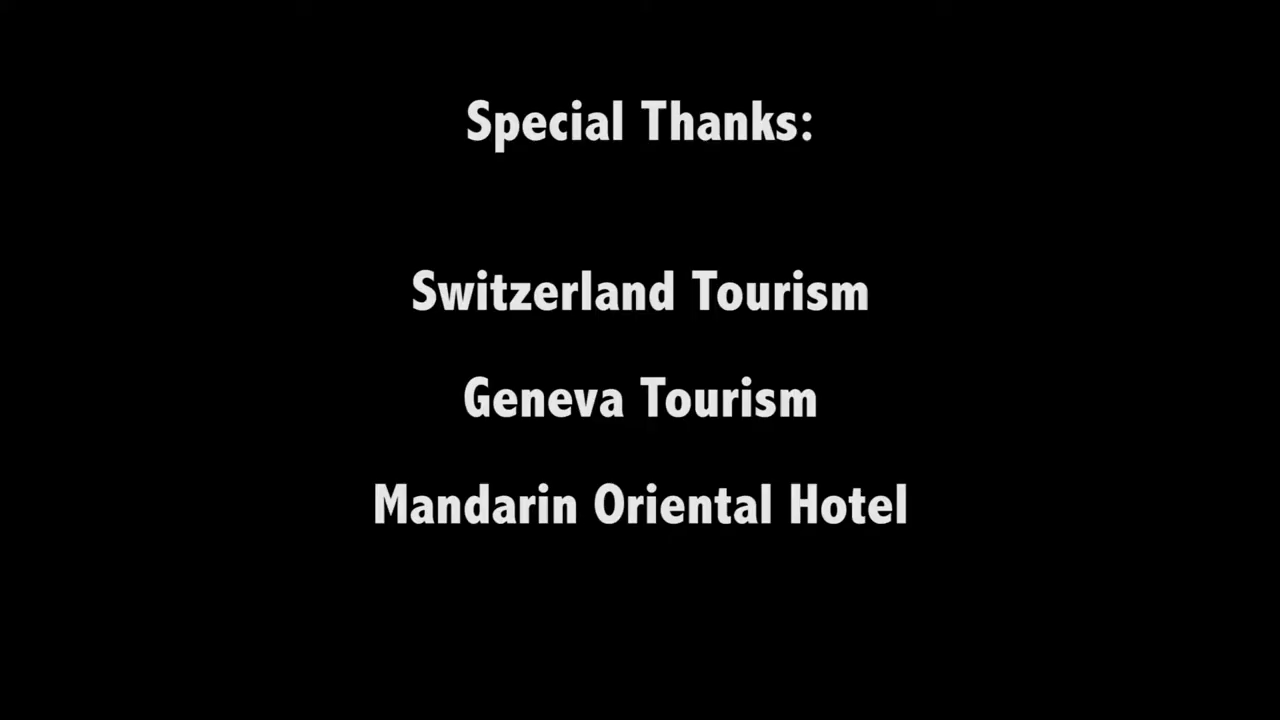 Special Thanks:
Switzerland Tourism
Geneva Tourism
Mandarin Oriental Hotel